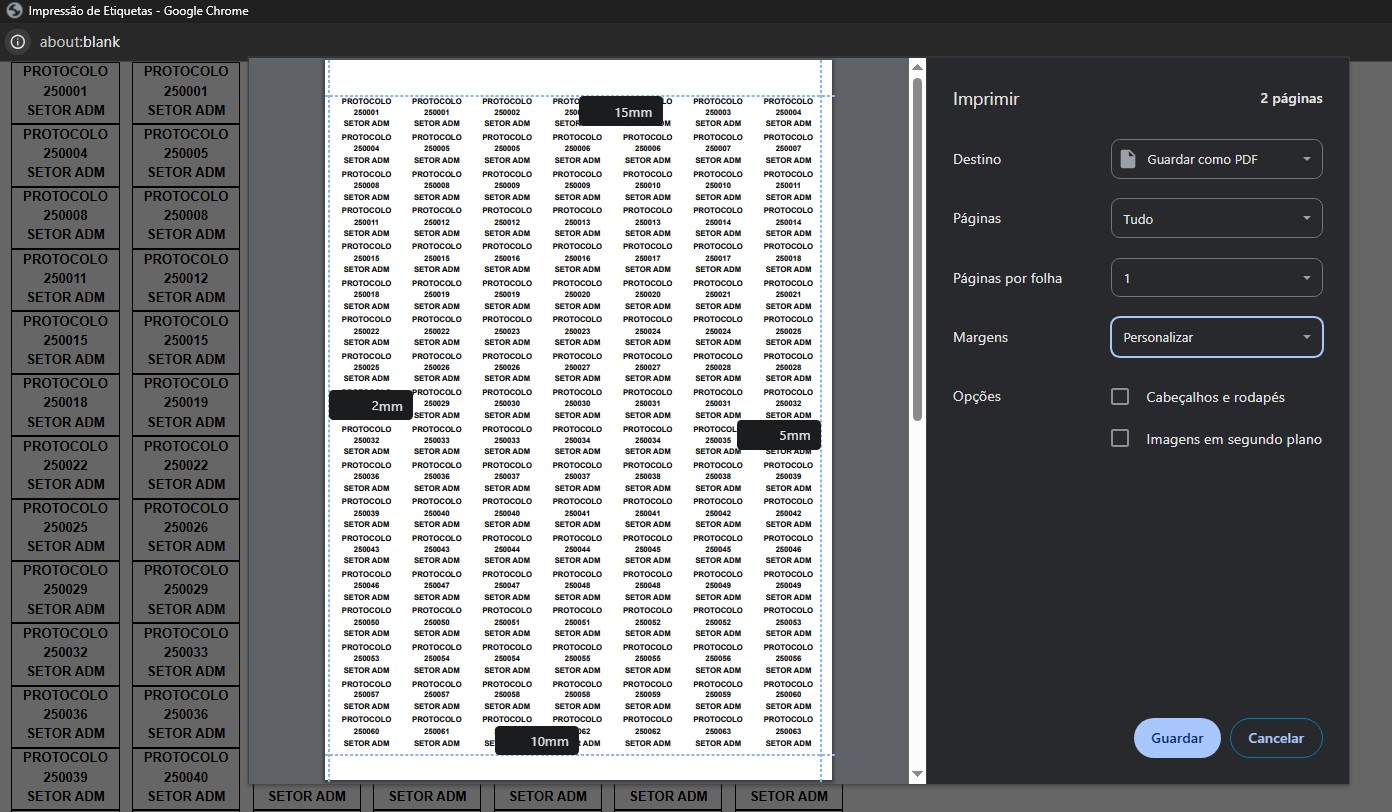 Impressão de Etiquetas - Google Chrome
about:blank
PROTOCOLO PROTOCOLO
250001 250001
SETOR ADM SETOR ADM
PROTOCOLO PROTOCOLO
250004 250005
SETOR ADM SETOR ADM
PROTOCOLO PROTOCOLO
250008 250008
SETOR ADM SETOR ADM
PROTOCOLO PROTOCOLO
250011 250012
SETOR ADM SETOR ADM
PROTOCOLO PROTOCOLO
250015 250015
SETOR ADM SETOR ADM
PROTOCOLO PROTOCOLO
250018 250019
SETOR ADM SETOR ADM
PROTOCOLO PROTOCOLO
250022 250022
SETOR ADM SETOR ADM
PROTOCOLO PROTOCOLO
250025 250026
SETOR ADM SETOR ADM
PROTOCOLO PROTOCOLO
250029 250029
SETOR ADM SETOR ADM
PROTOCOLO PROTOCOLO
250032 250033
SETOR ADM SETOR ADM
PROTOCOLO PROTOCOLO
250036 250036
SETOR ADM SETOR ADM
PROTOCOLO PROTOCOLO
250039 250040
SETOR ADM SETOR ADM SETOR ADM SETOR ADM SETOR ADM SETOR ADM SETOR ADM
PROTOCOLO PROTOCOLO PROTOCOLO PROTOCOLO PROTOCOLO
250001 250001 250002 15mm 250003 250004
SETOR ADM SETOR ADM SETOR ADM SETOR ADM SETOR ADM
PROTOCOLO PROTOCOLO PROTOCOLO PROTOCOLO PROTOCOLO PROTOCOLO PROTOCOLO
250004 250005 250005 250006 250006 250007 250007
SETOR ADM SETOR ADM SETOR ADM SETOR ADM SETOR ADM SETOR ADM SETOR ADM
PROTOCOLO PROTOCOLO PROTOCOLO PROTOCOLO PROTOCOLO PROTOCOLO PROTOCOLO
250008 250008 250009 250009 250010 250010 250011
SETOR ADM SETOR ADM SETOR ADM SETOR ADM SETOR ADM SETOR ADM SETOR ADM
PROTOCOLO PROTOCOLO PROTOCOLO PROTOCOLO PROTOCOLO PROTOCOLO PROTOCOLO
250011 250012 250012 250013 250013 250014 250014
SETOR ADM SETOR ADM SETOR ADM SETOR ADM SETOR ADM SETOR ADM SETOR ADM
PROTOCOLO PROTOCOLO PROTOCOLO PROTOCOLO PROTOCOLO PROTOCOLO PROTOCOLO
250015 250015 250016 250016 250017 250017 250018
SETOR ADM SETOR ADM SETOR ADM SETOR ADM SETOR ADM SETOR ADM SETOR ADM
PROTOCOLO PROTOCOLO PROTOCOLO PROTOCOLO PROTOCOLO PROTOCOLO PROTOCOLO
250018 250019 250019 250020 250020 250021 250021
SETOR ADM SETOR ADM SETOR ADM SETOR ADM SETOR ADM SETOR ADM SETOR ADM
PROTOCOLO PROTOCOLO PROTOCOLO PROTOCOLO PROTOCOLO PROTOCOLO PROTOCOLO
250022 250022 250023 250023 250024 250024 250025
SETOR ADM SETOR ADM SETOR ADM SETOR ADM SETOR ADM SETOR ADM SETOR ADM
PROTOCOLO PROTOCOLO PROTOCOLO PROTOCOLO PROTOCOLO PROTOCOLO PROTOCOLO
250025 250026 250026 250027 250027 250028 250028
SETOR ADM SETOR ADM SETOR ADM SETOR ADM SETOR ADM SETOR ADM SETOR ADM
PROTOCOLO PROTOCOLO PROTOCOLO PROTOCOLO PROTOCOLO PROTOCOLO
2mm 250029 250030 250030 250031 250031 250032
SETOR ADM SETOR ADM SETOR ADM SETOR ADM SETOR ADM SETOR ADM
PROTOCOLO PROTOCOLO PROTOCOLO PROTOCOLO PROTOCOLO
250032 250033 250033 250034 250034 250035 5mm
SETOR ADM SETOR ADM SETOR ADM SETOR ADM SETOR ADM SETOR ADM SETOR ADM
PROTOCOLO PROTOCOLO PROTOCOLO PROTOCOLO PROTOCOLO PROTOCOLO PROTOCOLO
250036 250036 250037 250037 250038 250038 250039
SETOR ADM SETOR ADM SETOR ADM SETOR ADM SETOR ADM SETOR ADM SETOR ADM
PROTOCOLO PROTOCOLO PROTOCOLO PROTOCOLO PROTOCOLO PROTOCOLO PROTOCOLO
250039 250040 250040 250041 250041 250042 250042
SETOR ADM SETOR ADM SETOR ADM SETOR ADM SETOR ADM SETOR ADM SETOR ADM
PROTOCOLO PROTOCOLO PROTOCOLO PROTOCOLO PROTOCOLO PROTOCOLO PROTOCOLO
250043 250043 250044 250044 250045 250045 250046
SETOR ADM SETOR ADM SETOR ADM SETOR ADM SETOR ADM SETOR ADM SETOR ADM
PROTOCOLO PROTOCOLO PROTOCOLO PROTOCOLO PROTOCOLO PROTOCOLO PROTOCOLO
250046 250047 250047 250048 250048 250049 250049
SETOR ADM SETOR ADM SETOR ADM SETOR ADM SETOR ADM SETOR ADM SETOR ADM
PROTOCOLO PROTOCOLO PROTOCOLO PROTOCOLO PROTOCOLO PROTOCOLO PROTOCOLO
250050 250050 250051 250051 250052 250052 250053
SETOR ADM SETOR ADM SETOR ADM SETOR ADM SETOR ADM SETOR ADM SETOR ADM
PROTOCOLO PROTOCOLO PROTOCOLO PROTOCOLO PROTOCOLO PROTOCOLO PROTOCOLO
250053 250054 250054 250055 250055 250056 250056
SETOR ADM SETOR ADM SETOR ADM SETOR ADM SETOR ADM SETOR ADM SETOR ADM
PROTOCOLO PROTOCOLO PROTOCOLO PROTOCOLO PROTOCOLO PROTOCOLO PROTOCOLO
250057 250057 250058 250058 250059 250059 250060
SETOR ADM SETOR ADM SETOR ADM SETOR ADM SETOR ADM SETOR ADM SETOR ADM
PROTOCOLO PROTOCOLO PROTOCOLO PROTOCOLO PROTOCOLO PROTOCOLO PROTOCOLO
250060 250061 250062 250063 250063
SETOR ADM SETOR ADM 10mm ADM SETOR ADM SETOR ADM SETOR ADM
Imprimir 2 páginas
Destino Guardar como PDF
Páginas Tudo
Páginas por folha 1
Margens Personalizar
Opções Cabeçalhos e rodapés
Imagens em segundo plano
Guardar Cancelar